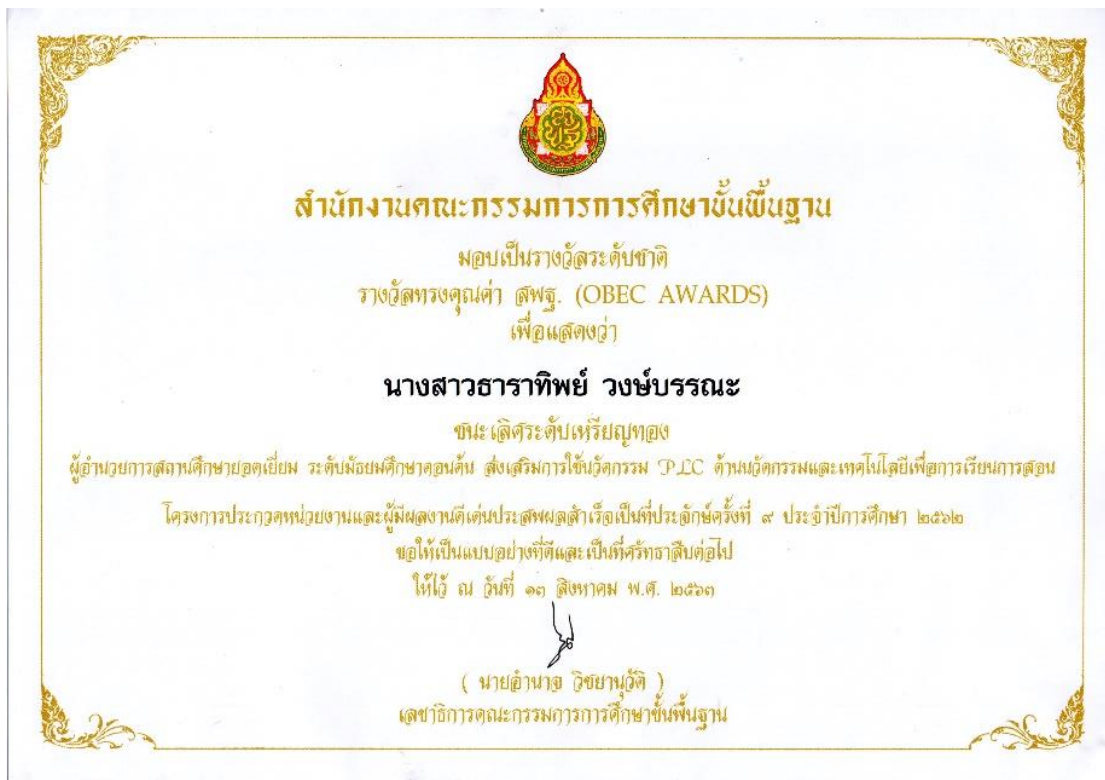 สำนักงานคณะกรรมการการศึกษาขั้นพื้นฐาน
มอบเป็นรางวัลระดับชาติ
รางวัลทรงคุณค่า สพฐ. (OBEC AWARDS)
เพื่อแสดงว่า
นางสาวธาราทิพย์ วงษ์บรรณะ
ชนะเลิศระดับเหรียญทอง
ผู้อำนวยการสถานศึกษายอดเยี่ยม ระดับมัธยมศึกษาตอนต้น ส่งเสริมการใช้นวัตกรรม PLC ด้านนวัตกรรมและเทคโนโลยีเพื่อการเรียนการสอน
โครงการประกวดหน่วยงานและผู้มีผลงานดีเด่นประสพผลสำเร็จเป็นที่ประจักษ์ครั้งที่ ๙ ประจำปีการศึกษา ๒๕๖๒
ขอให้เป็นแบบอย่างที่ดีและเป็นที่ศรัทธาสืบต่อไป
ให้ไว้ ณ วันที่ ๑๓ สิงหาคม พ.ศ. ๒๕๖๓
( นายอำนาจ วิชยานุวัติ )
เลขาธิการคณะกรรมการการศึกษาขั้นพื้นฐาน